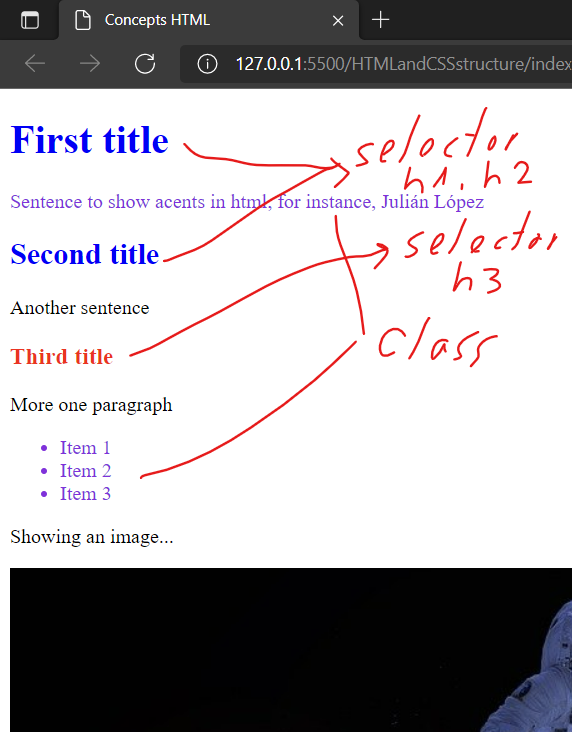 Concepts HTML
127.0.0.1:5500/HTMLandCSSstructure/index
First title
selector
h1, h2
Sentence to show acents in html, for instance, Julián López
Second title
selector
h3
Another sentence
Class
Third title
More one paragraph
Item 1
Item 2
Item 3
Showing an image...